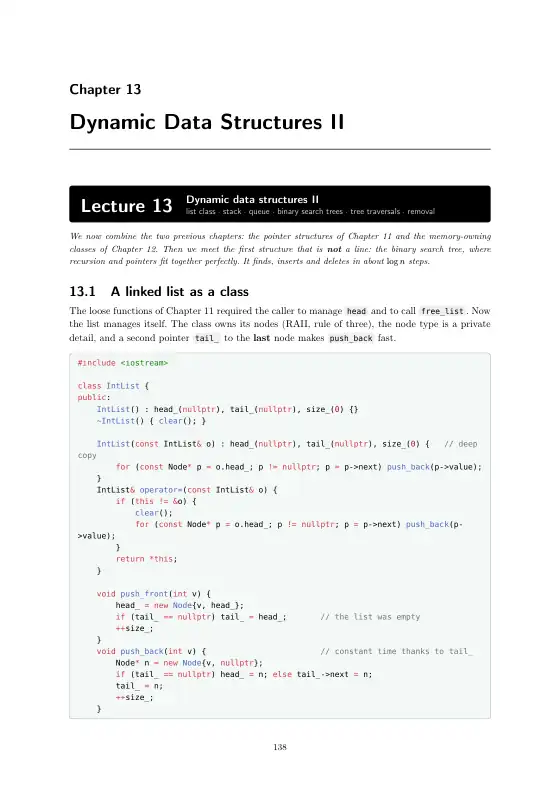 Chapter 13
Dynamic Data Structures II
Lecture 13
Dynamic data structures II
list class · stack · queue · binary search trees · tree traversals · removal
We now combine the two previous chapters: the pointer structures of Chapter 11 and the memory-owning
classes of Chapter 12. Then we meet the first structure that is not a line: the binary search tree, where
recursion and pointers fit together perfectly. It finds, inserts and deletes in about log n steps.
13.1 A linked list as a class
The loose functions of Chapter 11 required the caller to manage head and to call free_list. Now
the list manages itself. The class owns its nodes (RAII, rule of three), the node type is a private
detail, and a second pointer tail_ to the last node makes push_back fast.
#include <iostream>
class IntList {
public:
    IntList() : head_(nullptr), tail_(nullptr), size_(0) {}
    ~IntList() { clear(); }
    IntList(const IntList& o) : head_(nullptr), tail_(nullptr), size_(0) {   // deep
copy
        for (const Node* p = o.head_; p != nullptr; p = p->next) push_back(p->value);
    }
    IntList& operator=(const IntList& o) {
        if (this != &o) {
            clear();
            for (const Node* p = o.head_; p != nullptr; p = p->next) push_back(p-
>value);
        }
        return *this;
    }
    void push_front(int v) {
        head_ = new Node{v, head_};
        if (tail_ == nullptr) tail_ = head_;       // the list was empty
        ++size_;
    }
    void push_back(int v) {                        // constant time thanks to tail_
        Node* n = new Node{v, nullptr};
        if (tail_ == nullptr) head_ = n; else tail_->next = n;
        tail_ = n;
        ++size_;
    }
138